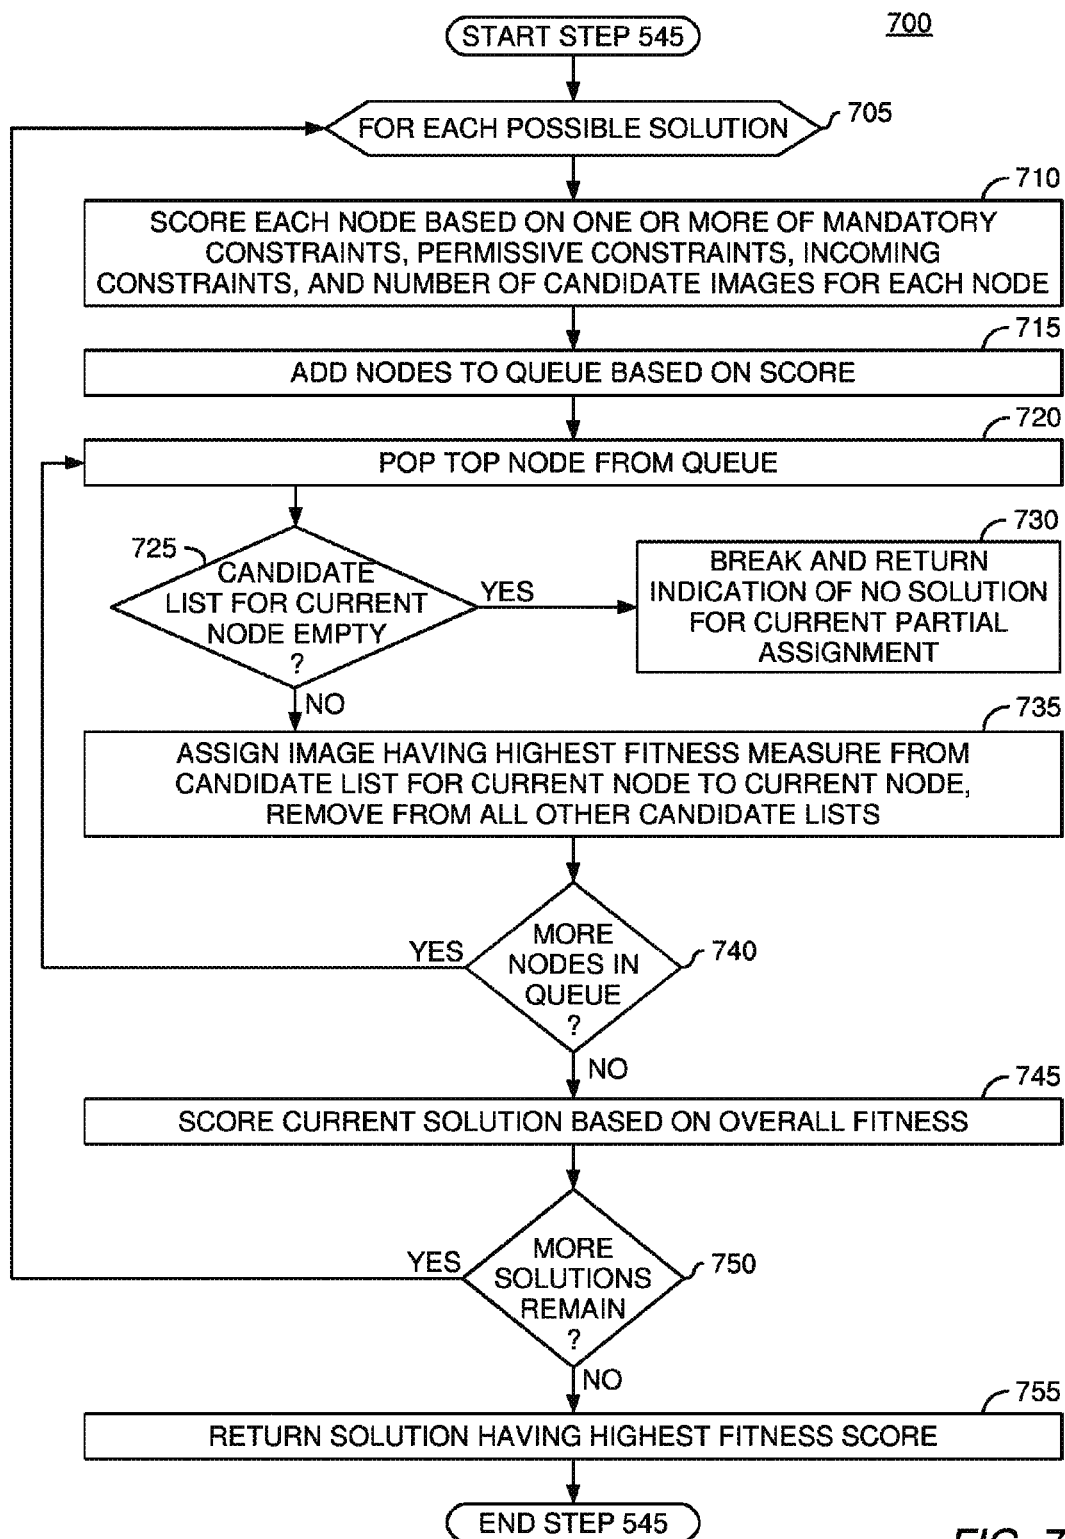 START STEP 545
700
FOR EACH POSSIBLE SOLUTION
705
710
SCORE EACH NODE BASED ON ONE OR MORE OF MANDATORY
CONSTRAINTS, PERMISSIVE CONSTRAINTS, INCOMING
CONSTRAINTS, AND NUMBER OF CANDIDATE IMAGES FOR EACH NODE
715
ADD NODES TO QUEUE BASED ON SCORE
720
POP TOP NODE FROM QUEUE
725
CANDIDATE
LIST FOR CURRENT
NODE EMPTY
?
YES
730
BREAK AND RETURN
INDICATION OF NO SOLUTION
FOR CURRENT PARTIAL
ASSIGNMENT
NO
735
ASSIGN IMAGE HAVING HIGHEST FITNESS MEASURE FROM
CANDIDATE LIST FOR CURRENT NODE TO CURRENT NODE,
REMOVE FROM ALL OTHER CANDIDATE LISTS
YES
MORE
NODES IN
QUEUE
?
740
NO
745
SCORE CURRENT SOLUTION BASED ON OVERALL FITNESS
YES
MORE
SOLUTIONS
REMAIN
?
750
NO
755
RETURN SOLUTION HAVING HIGHEST FITNESS SCORE
END STEP 545
FIG. 7